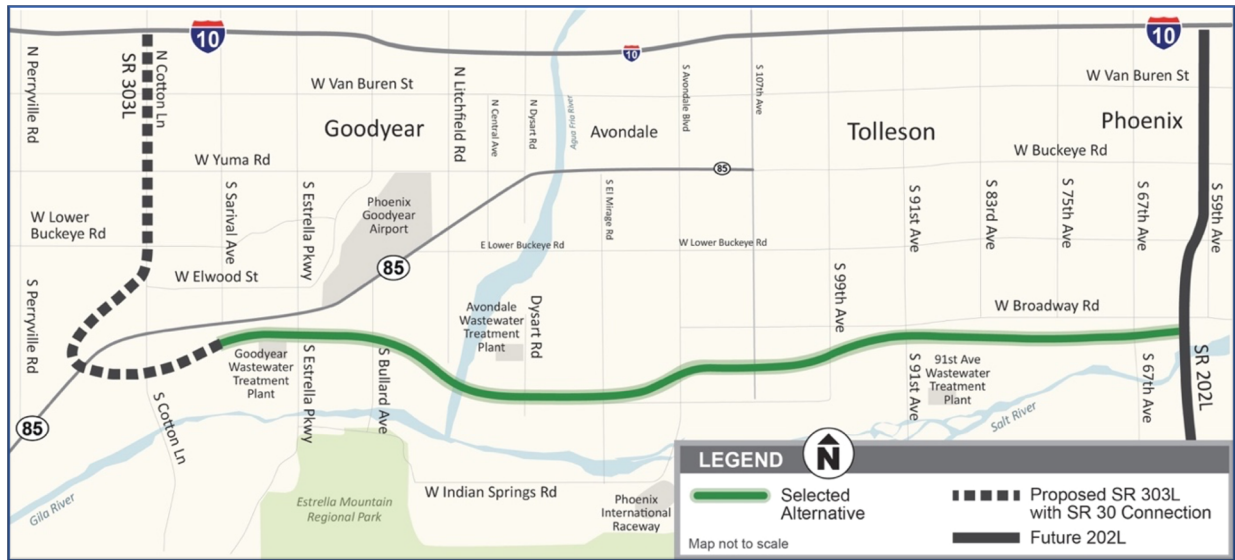 10
10
10
N Perryville Rd
SR 303L
N Cotton Ln
W Van Buren St
N Litchfield Rd
N Central Ave
N Dysart Rd
Agua Fria River
S Avondale Blvd
S 107th Ave
W Van Buren St
Goodyear
Avondale
Tolleson
Phoenix
W Yuma Rd
85
W Buckeye Rd
W Lower
Buckeye Rd
S Sarival Ave
S Estrella Pkwy
Phoenix
Goodyear
Airport
S El Mirage Rd
S 91st Ave
S 83rd Ave
S 75th Ave
S 67th Ave
S 59th Ave
E Lower Buckeye Rd
W Lower Buckeye Rd
W Elwood St
85
S Perryville Rd
Avondale
Wastewater
Treatment
Plant
Dysart Rd
S 99th Ave
W Broadway Rd
Goodyear
Wastewater
Treatment
Plant
S Estrella Pkwy
S Bullard Ave
S 91st Ave
91st Ave
Wastewater
Treatment
Plant
S 67th Ave
SR 202L
S Cotton Ln
85
Salt River
Gila River
Estrella Mountain
Regional Park
W Indian Springs Rd
Phoenix
International
Raceway
LEGEND
N
Selected
Alternative
Proposed SR 303L
with SR 30 Connection
Future 202L
Map not to scale